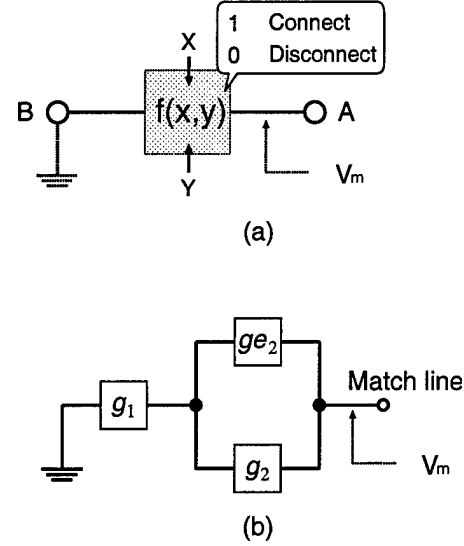 1 Connect
0 Disconnect
X
B
f(x,y)
A
Y
Vm
(a)
ge2
Match line
g1
g2
Vm
(b)